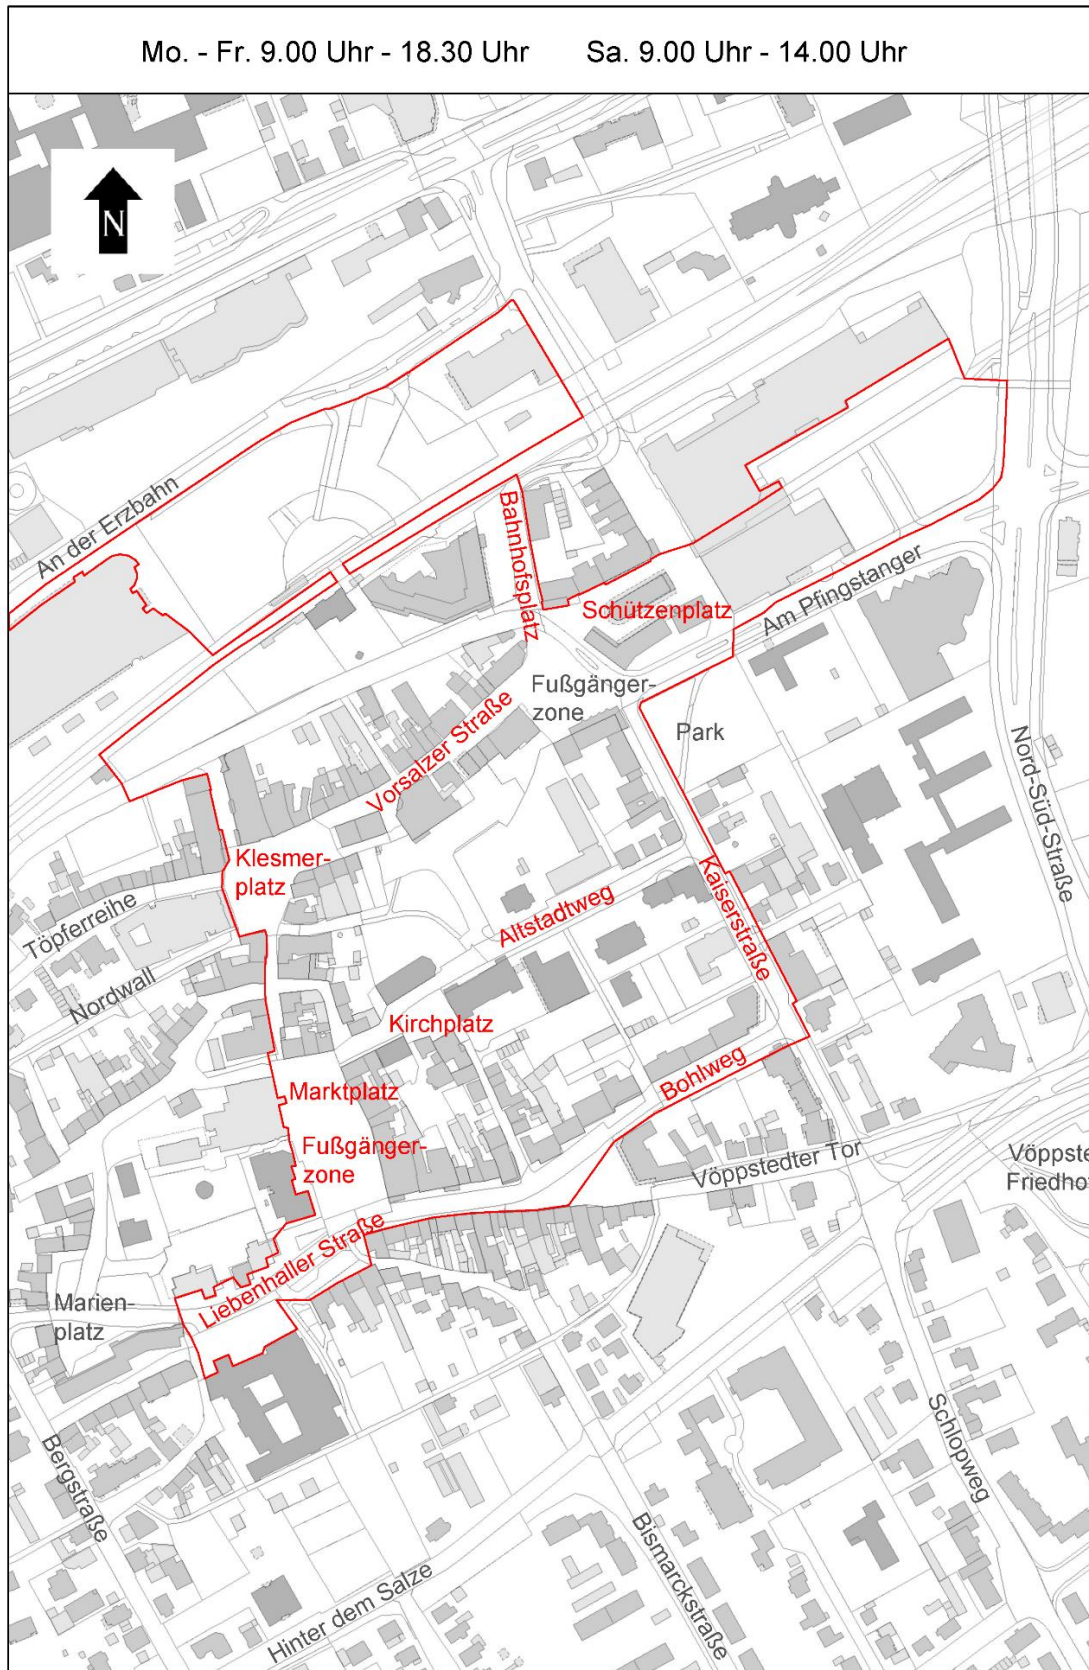 Mo. - Fr. 9.00 Uhr - 18.30 Uhr Sa. 9.00 Uhr - 14.00 Uhr
N
An der Erzbahn
Bahnhofsplatz
Schützenplatz
Am Pfingstanger
Fußgänger-
zone
Park
Vorsalzer Straße
Nord-Süd-Straße
Klesmer-
platz
Töpferreihe
Altstadtweg
Kaiserstraße
Nordwall
Kirchplatz
Bohlweg
Marktplatz
Fußgänger-
zone
Vöppstedter Tor
Vöppste
Friedho
Liebenhaller Straße
Marien-
platz
Bergstraße
Schlopweg
Bismarckstraße
Hinter dem Salze